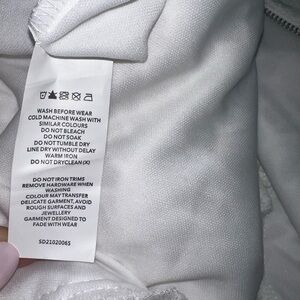 WASH BEFORE WEAR
COLD MACHINE WASH WITH
SIMILAR COLOURS
DO NOT BLEACH
DO NOT SOAK
DO NOT TUMBLE DRY
LINE DRY WITHOUT DELAY
WARM IRON
DO NOT DRYCLEAN(X)
DO NOT IRON TRIMS
REMOVE HARDWARE WHEN
WASHING
COLOUR MAY TRANSFER
DELICATE GARMENT, AVOID
ROUGH SURFACES AND
JEWELLERY
GARMENT DESIGNED TO
FADE WITH WEAR
SD21020065